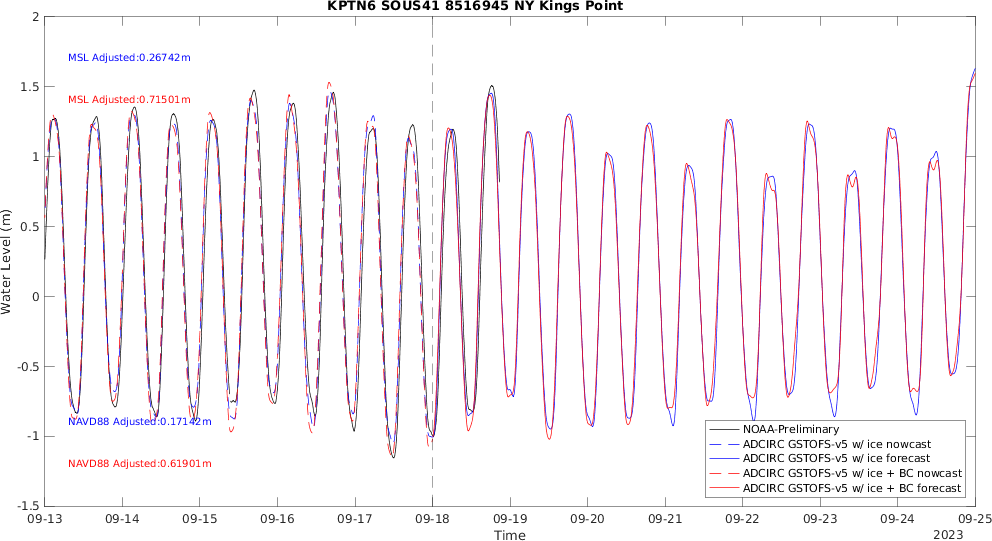 KPTN6 SOUS41 8516945 NY Kings Point
2
1.5
1
0.5
0
-0.5
-1
-1.5
Water Level (m)
MSL Adjusted:0.26742m
MSL Adjusted:0.71501m
NAVD88 Adjusted:0.17142m
NAVD88 Adjusted:0.61901m
NOAA-Preliminary
ADCIRC GSTOFS-v5 w/ ice nowcast
ADCIRC GSTOFS-v5 w/ ice forecast
ADCIRC GSTOFS-v5 w/ ice + BC nowcast
ADCIRC GSTOFS-v5 w/ ice + BC forecast
09-13 09-14 09-15 09-16 09-17 09-18 09-19 09-20 09-21 09-22 09-23 09-24 09-25
Time
2023